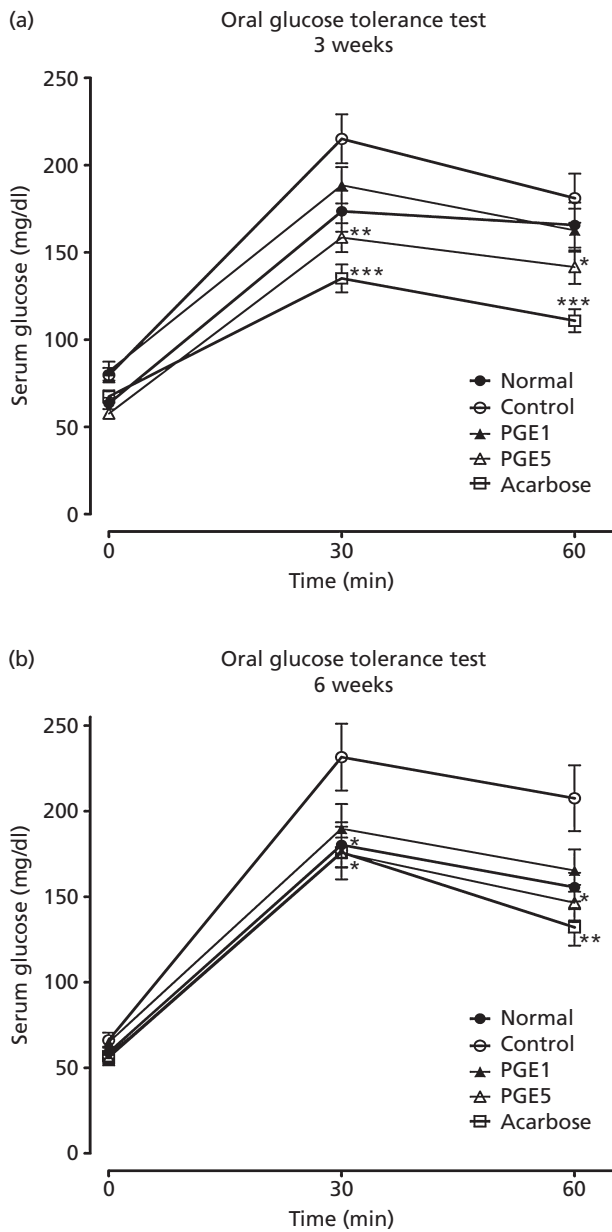 (a)
Oral glucose tolerance test
3 weeks
250
200
150
100
50
0
Serum glucose (mg/dl)
**
***
*
***
Normal
Control
PGE1
PGE5
Acarbose
0 30 60
Time (min)
(b)
Oral glucose tolerance test
6 weeks
250
200
150
100
50
0
Serum glucose (mg/dl)
*
*
*
**
Normal
Control
PGE1
PGE5
Acarbose
0 30 60
Time (min)